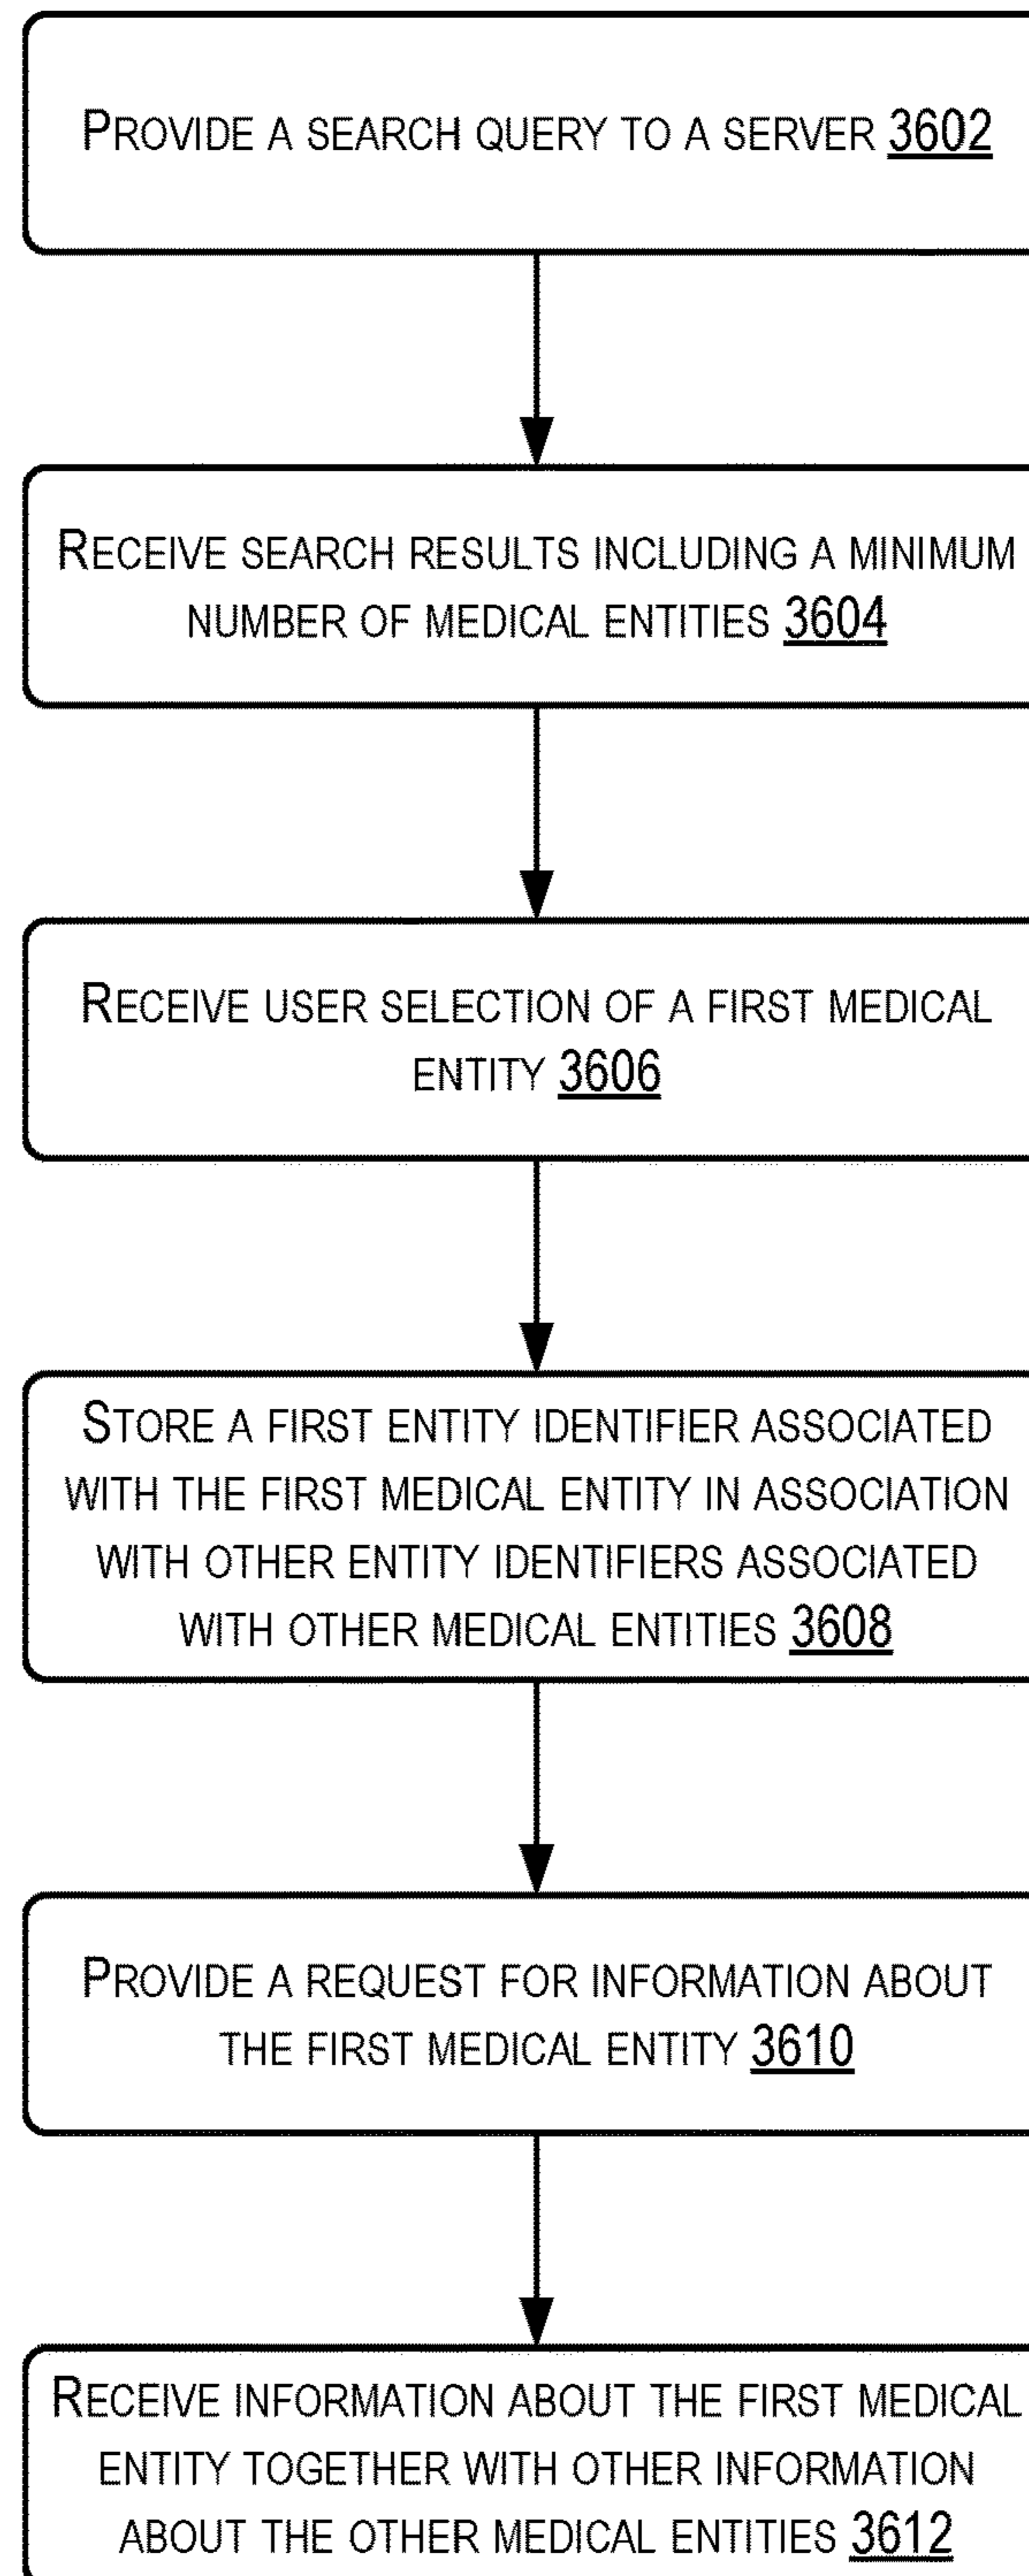 PROVIDE A SEARCH QUERY TO A SERVER 3602
RECEIVE SEARCH RESULTS INCLUDING A MINIMUM
NUMBER OF MEDICAL ENTITIES 3604
RECEIVE USER SELECTION OF A FIRST MEDICAL
ENTITY 3606
STORE A FIRST ENTITY IDENTIFIER ASSOCIATED
WITH THE FIRST MEDICAL ENTITY IN ASSOCIATION
WITH OTHER ENTITY IDENTIFIERS ASSOCIATED
WITH OTHER MEDICAL ENTITIES 3608
PROVIDE A REQUEST FOR INFORMATION ABOUT
THE FIRST MEDICAL ENTITY 3610
RECEIVE INFORMATION ABOUT THE FIRST MEDICAL
ENTITY TOGETHER WITH OTHER INFORMATION
ABOUT THE OTHER MEDICAL ENTITIES 3612